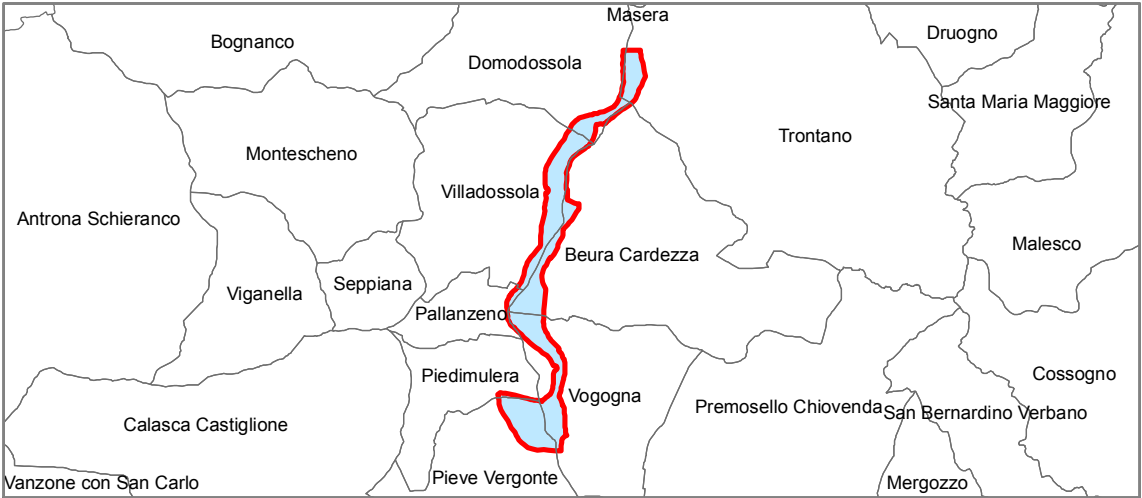 Masera
Druogno
Bognanco
Domodossola
Santa Maria Maggiore
Trontano
Montescheno
Villadossola
Antrona Schieranco
Malesco
Beura Cardezza
Seppiana
Viganella
Pallanzeno
Piedimulera
Cossogno
Vogogna
Premosello Chiovenda
San Bernardino Verbano
Calasca Castiglione
Pieve Vergonte
Vanzone con San Carlo
Mergozzo